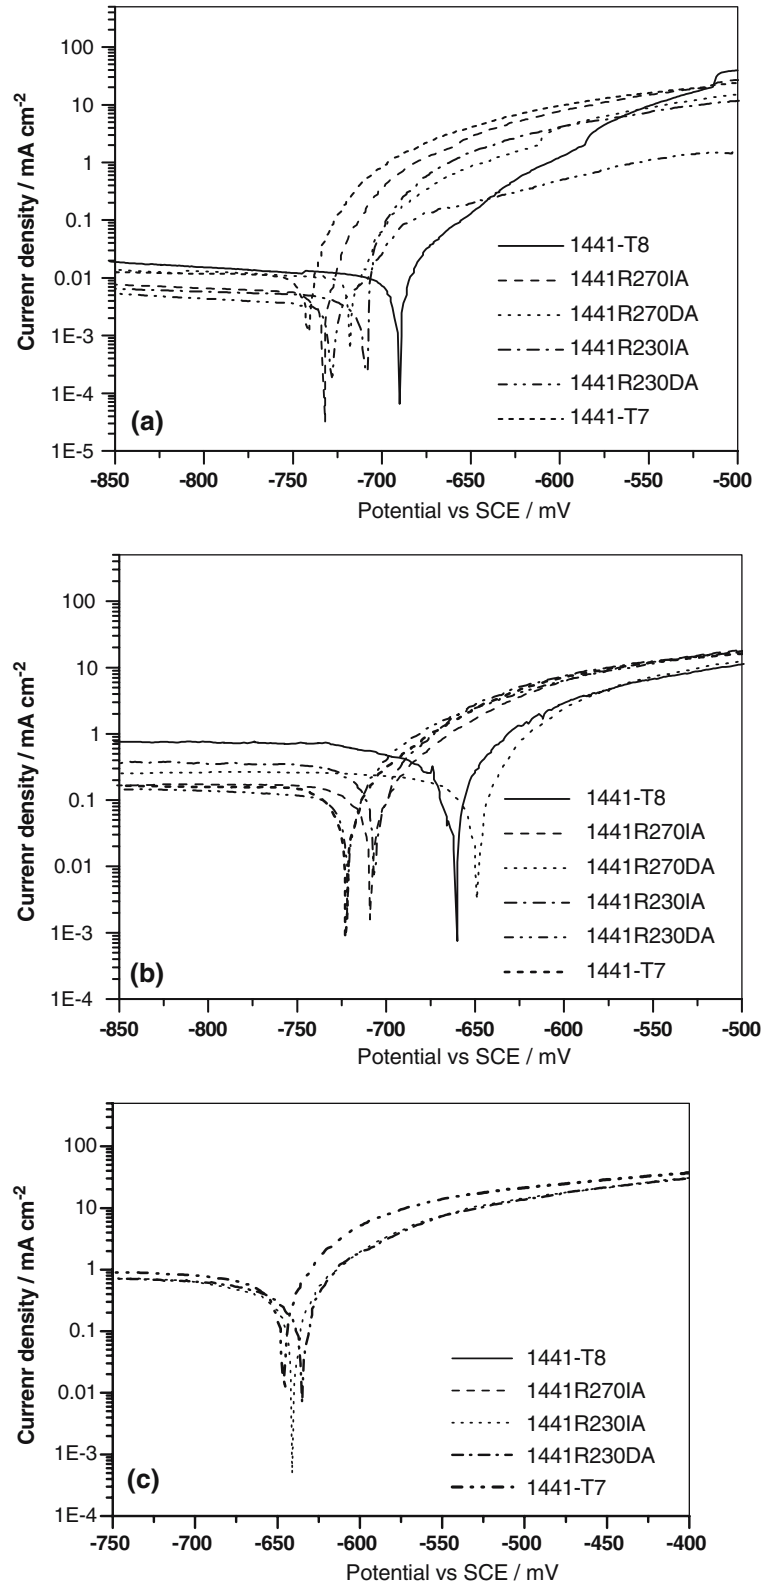 100
10
1
0.1
0.01
1E-3
1E-4
1E-5
Currenr density / mA cm-2
1441-T8
1441R270IA
1441R270DA
1441R230IA
1441R230DA
1441-T7
(a)
-850 -800 -750 -700 -650 -600 -550 -500
Potential vs SCE / mV
100
10
1
0.1
0.01
1E-3
1E-4
Currenr density / mA cm-2
1441-T8
1441R270IA
1441R270DA
1441R230IA
1441R230DA
1441-T7
(b)
-850 -800 -750 -700 -650 -600 -550 -500
Potential vs SCE / mV
100
10
1
0.1
0.01
1E-3
1E-4
Currenr density / mA cm-2
1441-T8
1441R270IA
1441R230IA
1441R230DA
1441-T7
(c)
-750 -700 -650 -600 -550 -500 -450 -400
Potential vs SCE / mV